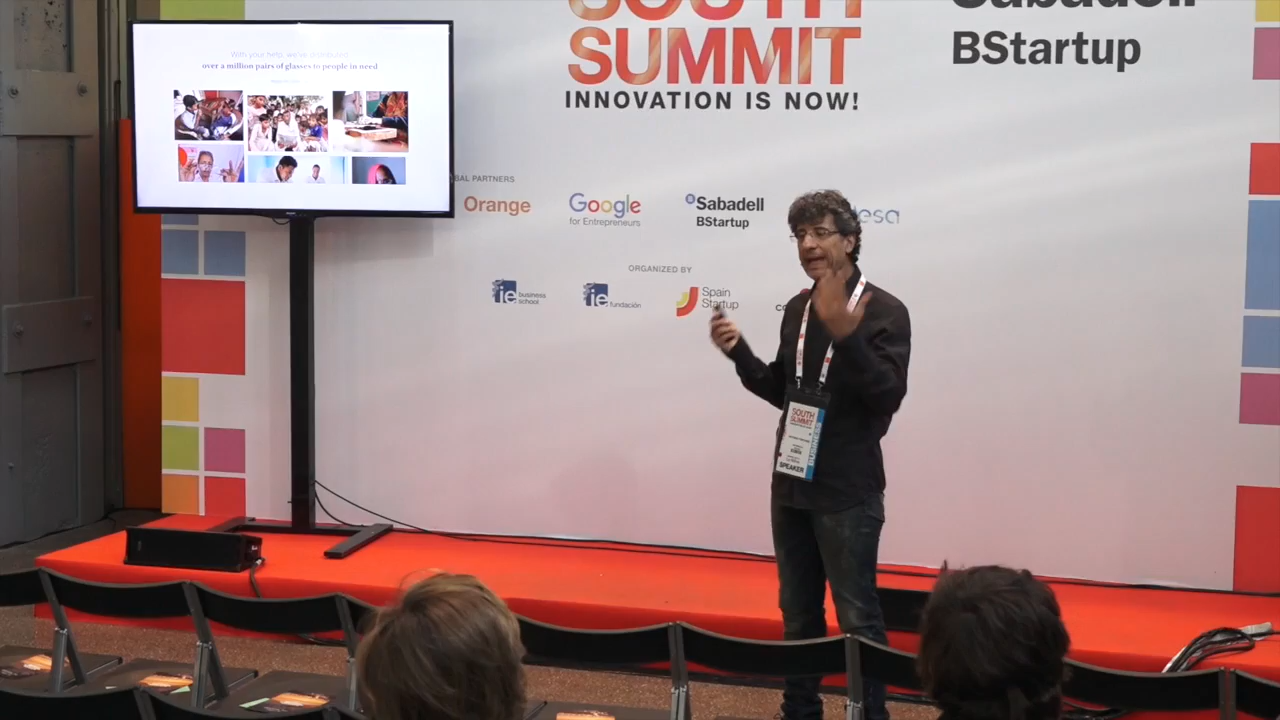 With your help, we've distributed
over a million pairs of glasses to people in need
SOUTH
SUMMIT
INNOVATION IS NOW!
Sabadell
BStartup
BAL PARTNERS
Orange
Google
for Entrepreneurs
Sabadell
BStartup
esa
ORGANIZED BY
ie business
school
ie fundación
Spain
Startup
co
SOUTH
SUMMIT
SPEAKER